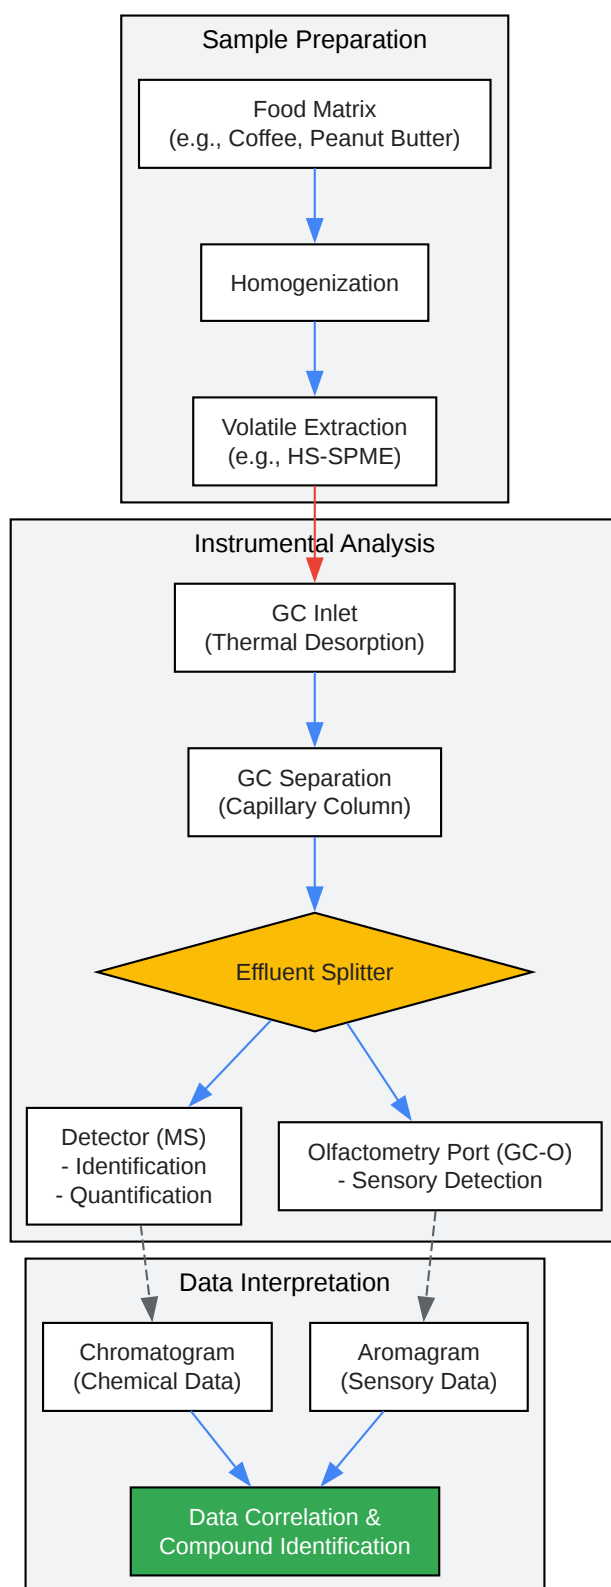 Sample Preparation
Food Matrix
(e.g., Coffee, Peanut Butter)
Homogenization
Volatile Extraction
(e.g., HS-SPME)
Instrumental Analysis
GC Inlet
(Thermal Desorption)
GC Separation
(Capillary Column)
Effluent Splitter
Detector (MS)
- Identification
- Quantification
Olfactometry Port (GC-O)
- Sensory Detection
Data Interpretation
Chromatogram
(Chemical Data)
Aromagram
(Sensory Data)
Data Correlation &
Compound Identification